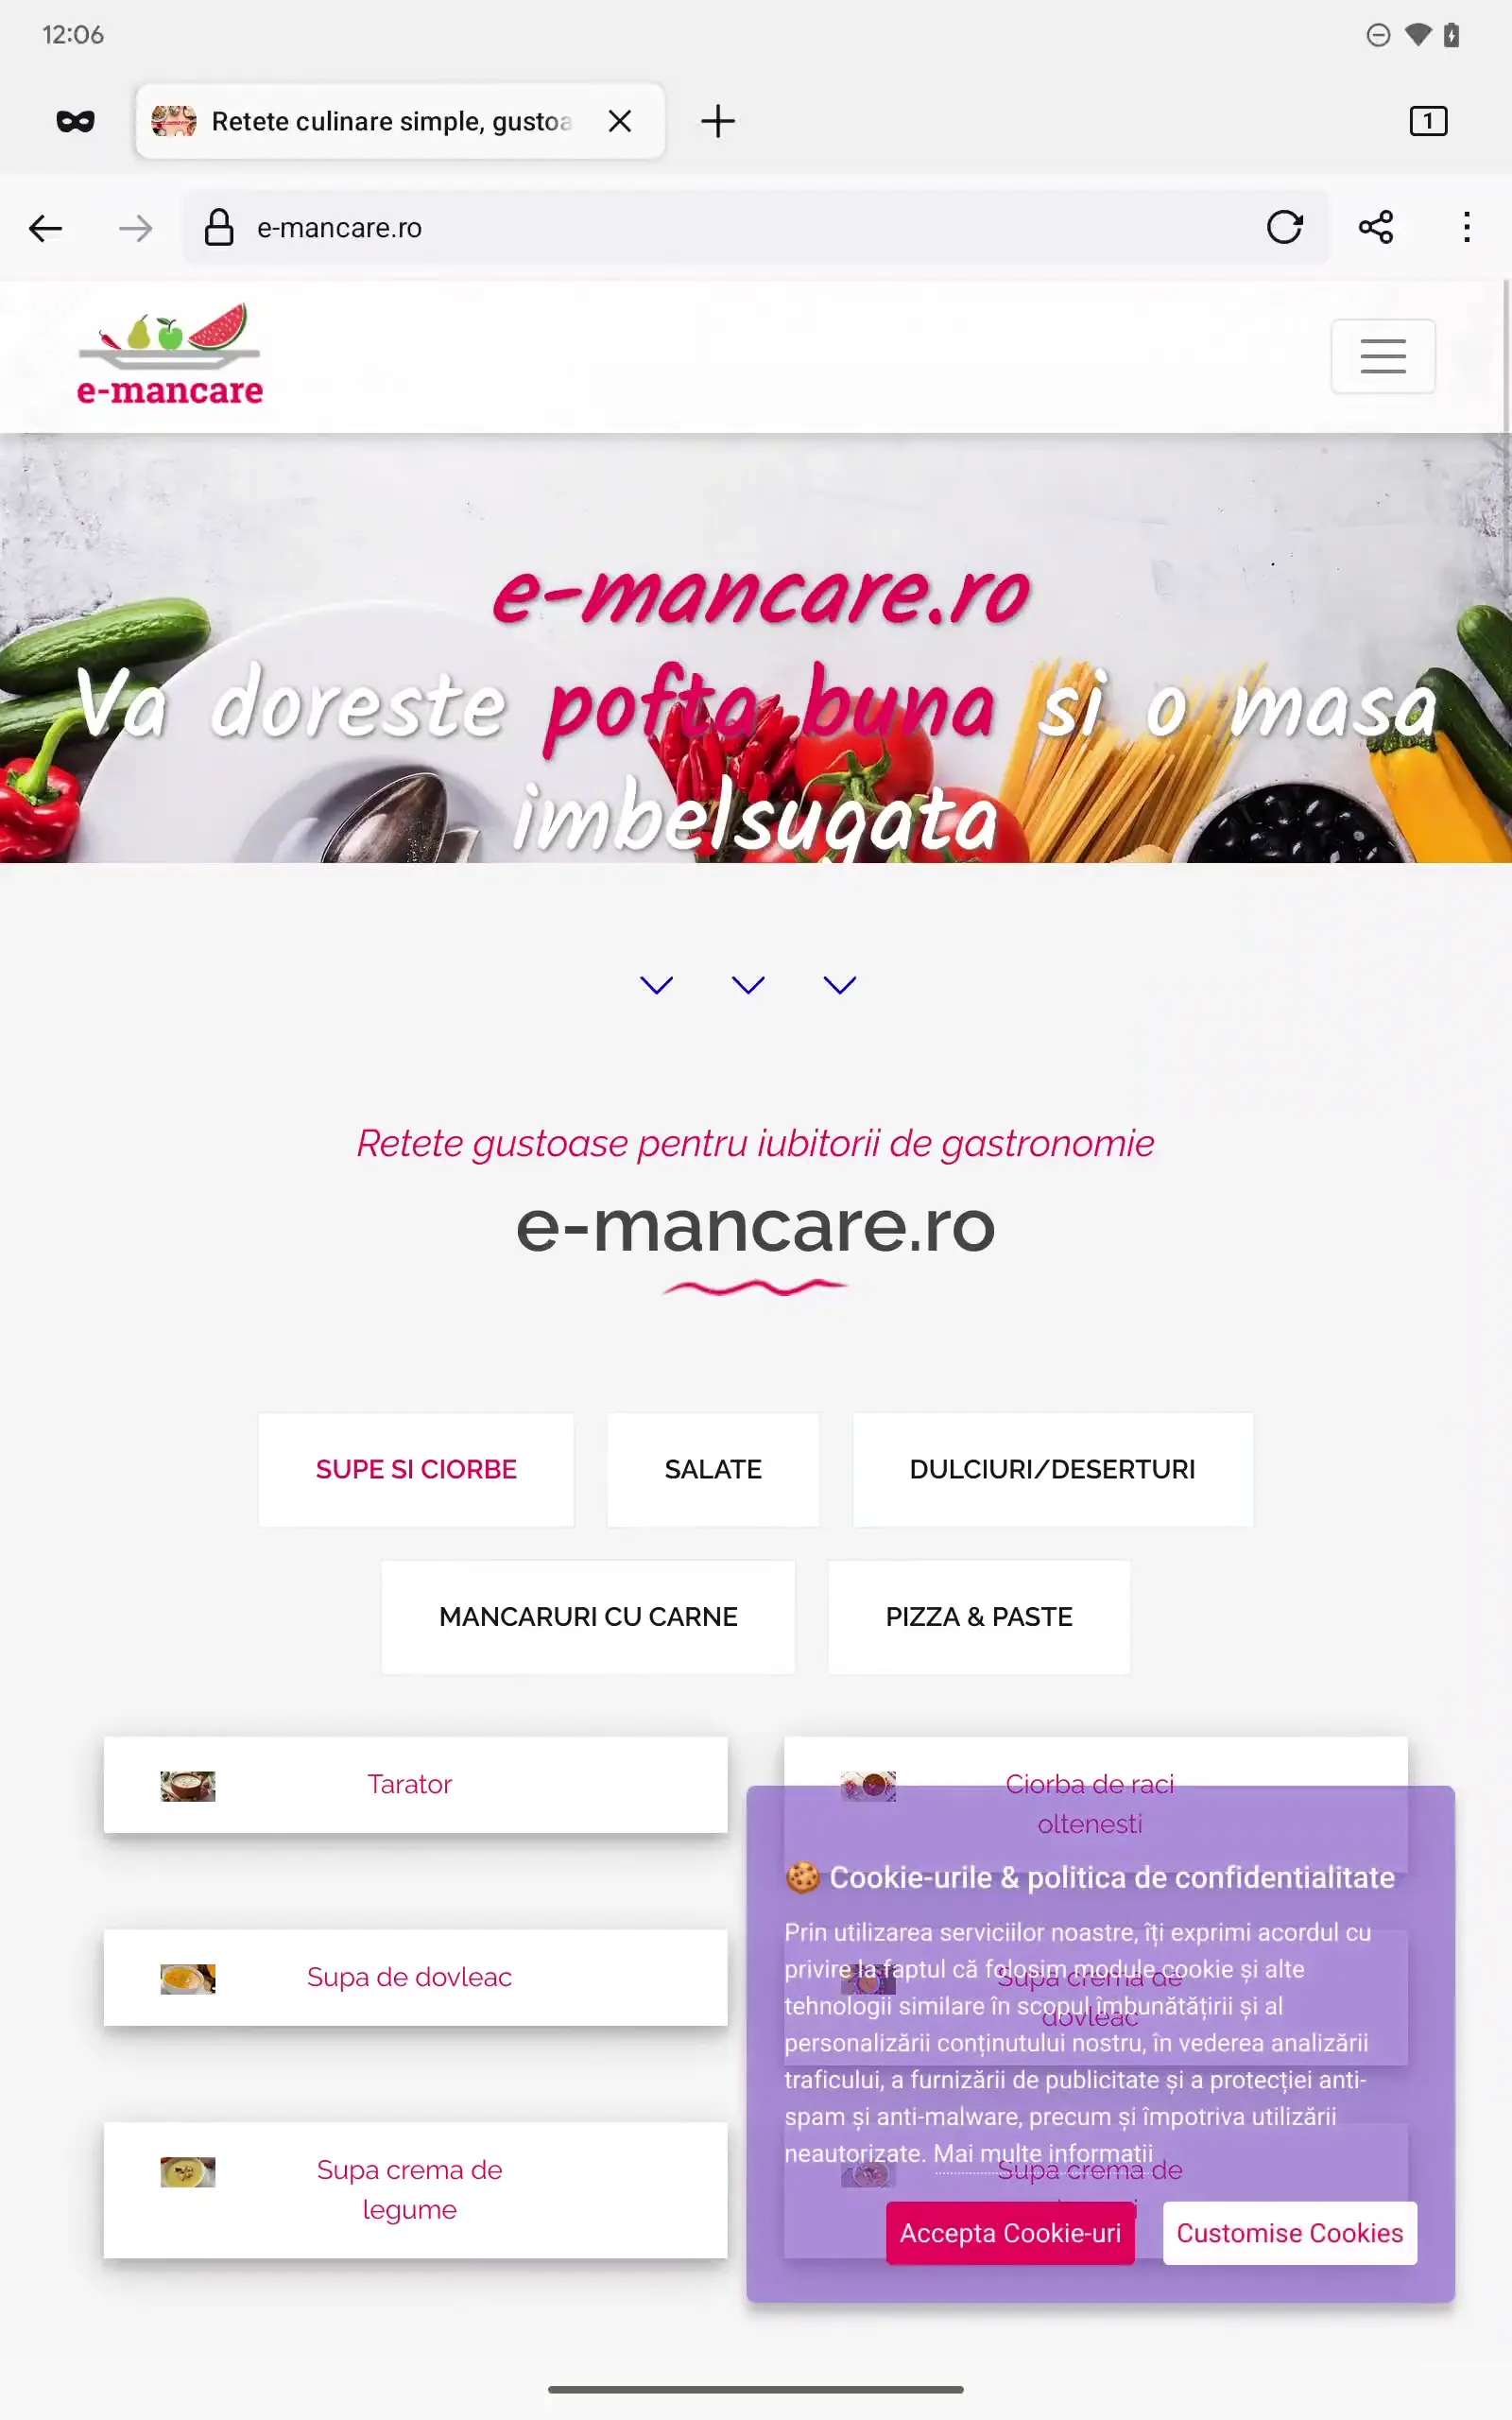 12:06
Retete culinare simple, gustoa
1
e-mancare.ro
e-mancare
e-mancare.ro
Va doreste pofta buna si o masa
imbelsugata
Retete gustoase pentru iubitorii de gastronomie
e-mancare.ro
SUPE SI CIORBE
SALATE
DULCIURI/DESERTURI
MANCARURI CU CARNE
PIZZA & PASTE
Tarator
Ciorba de raci
oltenesti
Supa de dovleac
Supa crema de
dovleac
Supa crema de
legume
Supa crema de
🍪 Cookie-urile & politica de confidentialitate
Prin utilizarea serviciilor noastre, îți exprimi acordul cu
privire la faptul că folosim module cookie și alte
tehnologii similare în scopul îmbunătățirii și al
personalizării conținutului nostru, în vederea analizării
traficului, a furnizării de publicitate și a protecției anti-
spam și anti-malware, precum și împotriva utilizării
neautorizate. Mai multe informatii .
Accepta Cookie-uri
Customise Cookies